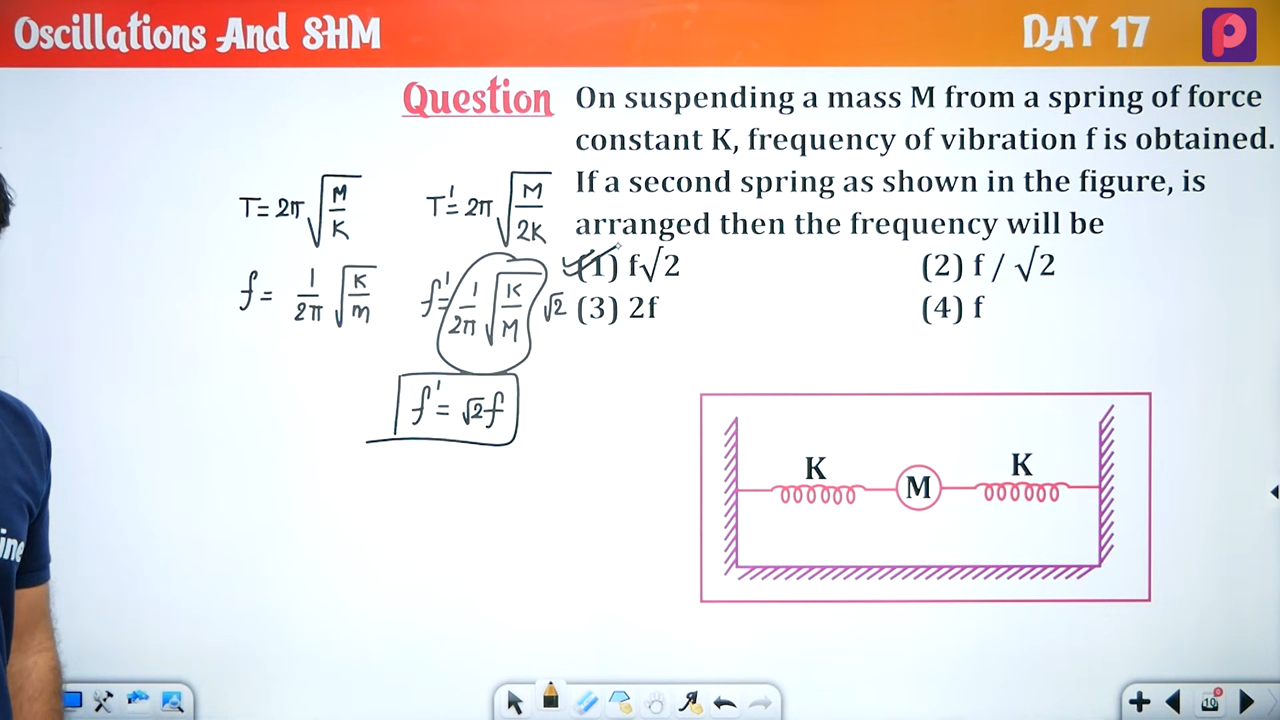 Oscillations And SHM
DAY 17
Question
On suspending a mass M from a spring of force
constant K, frequency of vibration f is obtained.
If a second spring as shown in the figure, is
arranged then the frequency will be
(1) f√2
(2) f / √2
(3) 2f
(4) f
T = 2π √(M/K)
T' = 2π √(M/2K)
f = 1/2π √(K/m)
f' = 1/2π √(K/M) √2
f' = √2 f
K
K
M
ine
19